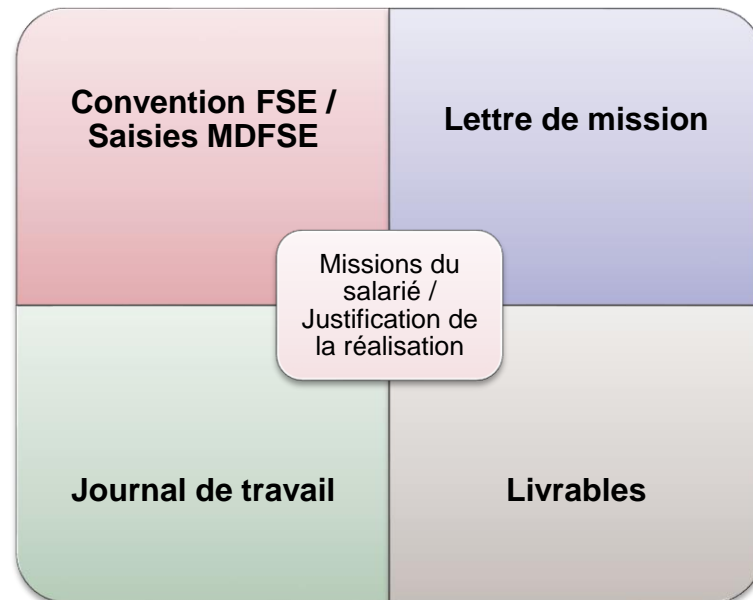 Convention FSE /
Saisies MDFSE
Lettre de mission
Missions du
salarié /
Justification de
la réalisation
Journal de travail
Livrables